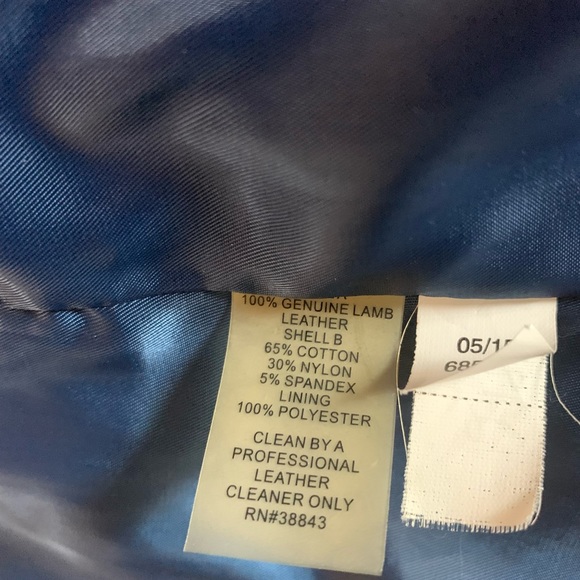 100% GENUINE LAMB
LEATHER
SHELL B
65% COTTON
30% NYLON
5% SPANDEX
LINING
100% POLYESTER
CLEAN BY A
PROFESSIONAL
LEATHER
CLEANER ONLY
RN#38843